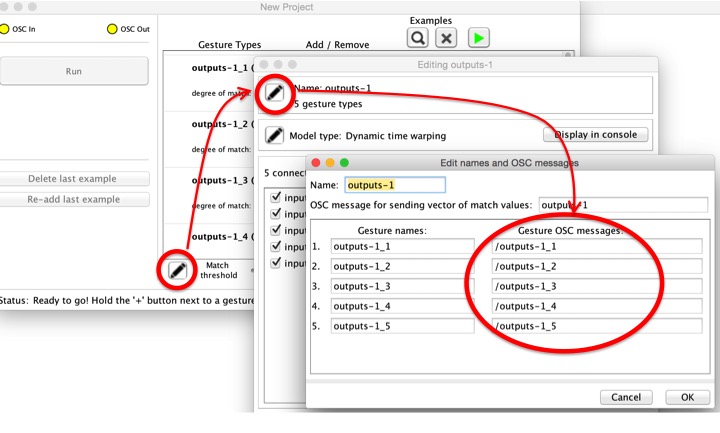 New Project
OSC In
OSC Out
Examples
Gesture Types Add / Remove
Run
outputs-1_1 (
degree of match:
outputs-1_2 (
degree of match:
outputs-1_3 (
degree of match:
outputs-1_4 (
Delete last example
Re-add last example
Match
threshold
Status: Ready to go! Hold the '+' button next to a gesture
Editing outputs-1
Name: outputs-1
5 gesture types
Model type: Dynamic time warping
Display in console
5 connect
input
input
input
input
input
Edit names and OSC messages
Name: outputs-1
OSC message for sending vector of match values: outputs-1
Gesture names: Gesture OSC messages:
1. outputs-1_1 /outputs-1_1
2. outputs-1_2 /outputs-1_2
3. outputs-1_3 /outputs-1_3
4. outputs-1_4 /outputs-1_4
5. outputs-1_5 /outputs-1_5
Cancel OK